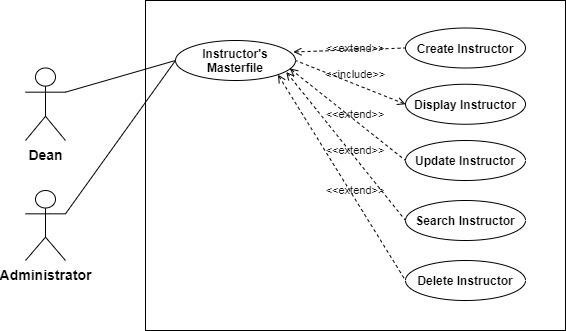 <<extend>>
Create Instructor
Instructor's
Masterfile
<<include>>
Display Instructor
<<extend>>
Dean
<<extend>>
Update Instructor
<<extend>>
Search Instructor
Administrator
Delete Instructor